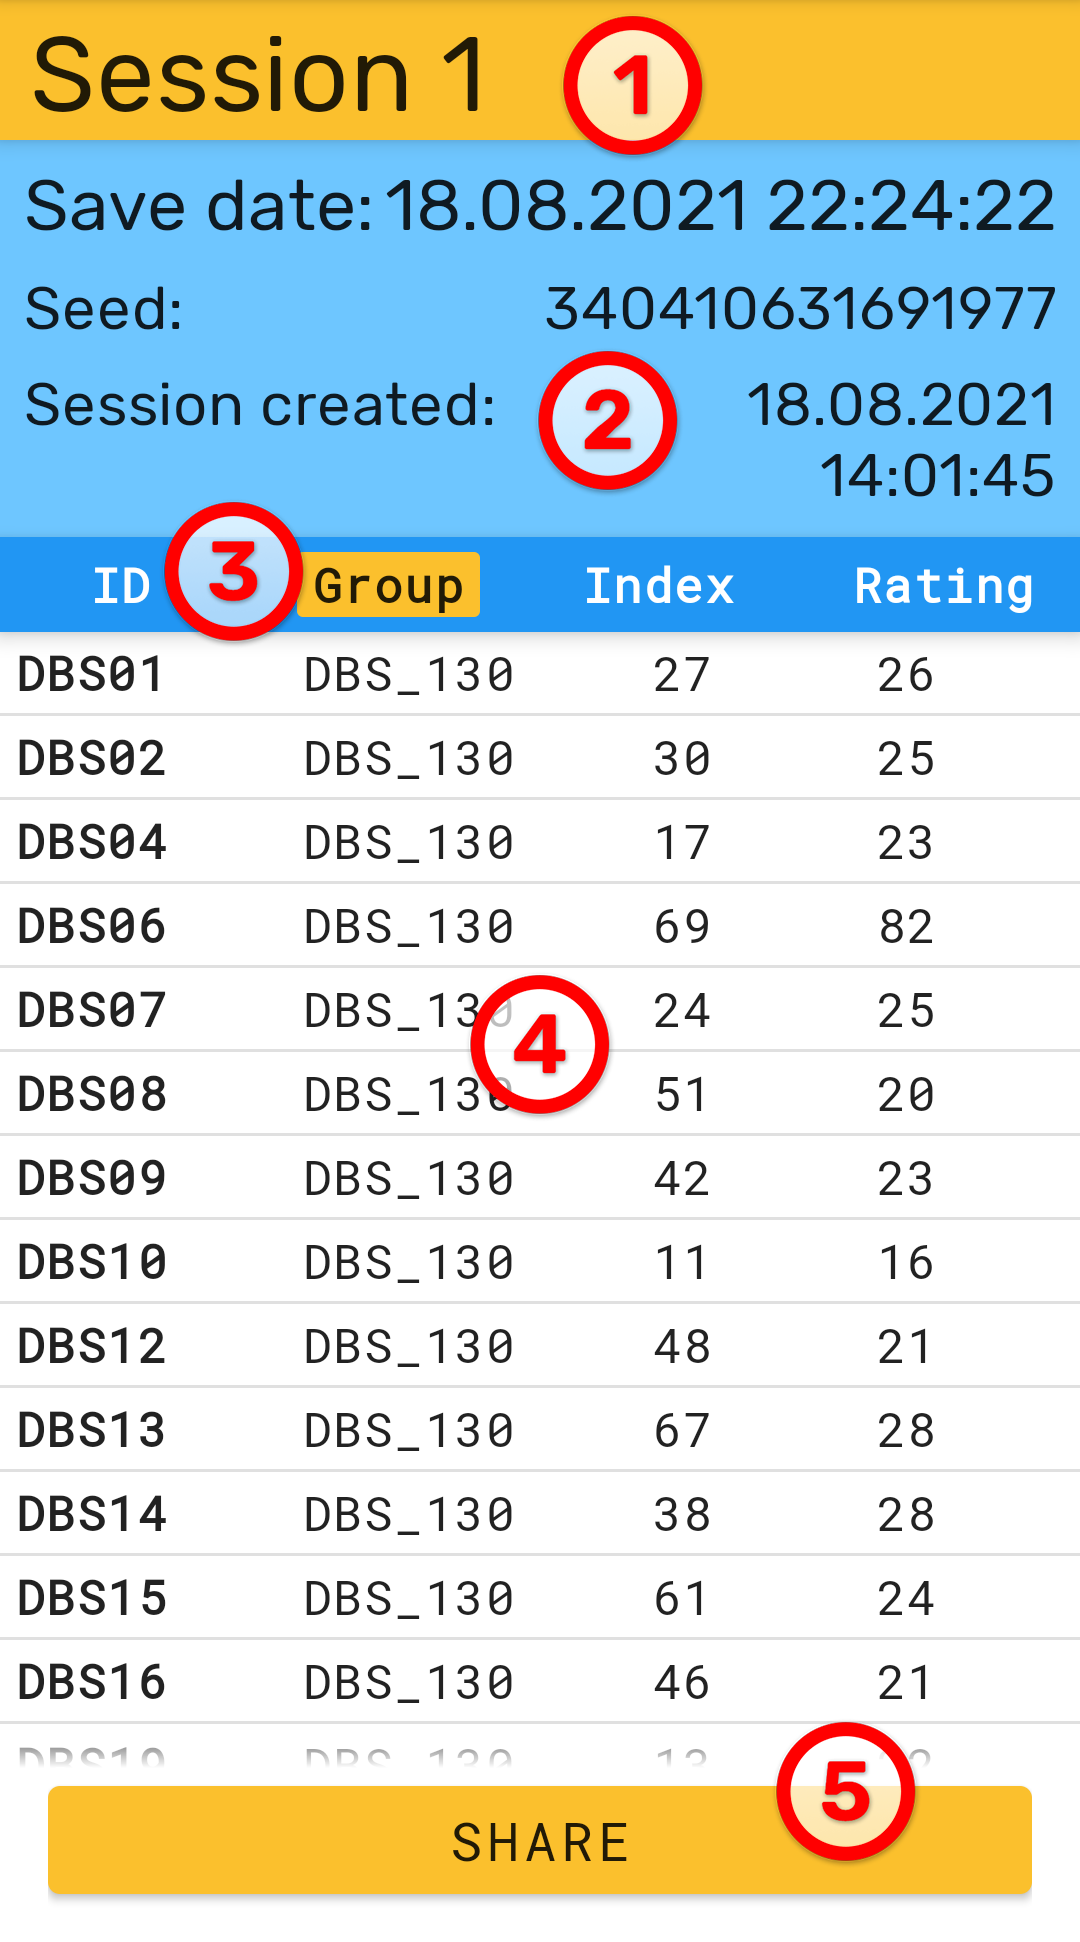 Session 1 1
Save date: 18.08.2021 22:24:22
Seed: 340410631691977
Session created: 2 18.08.2021
14:01:45
ID 3 Group Index Rating
DBS01 DBS_130 27 26
DBS02 DBS_130 30 25
DBS04 DBS_130 17 23
DBS06 DBS_130 69 82
DBS07 DBS_130 24 25
4
DBS08 DBS_130 51 20
DBS09 DBS_130 42 23
DBS10 DBS_130 11 16
DBS12 DBS_130 48 21
DBS13 DBS_130 67 28
DBS14 DBS_130 38 28
DBS15 DBS_130 61 24
DBS16 DBS_130 46 21
DBS_130
5
SHARE